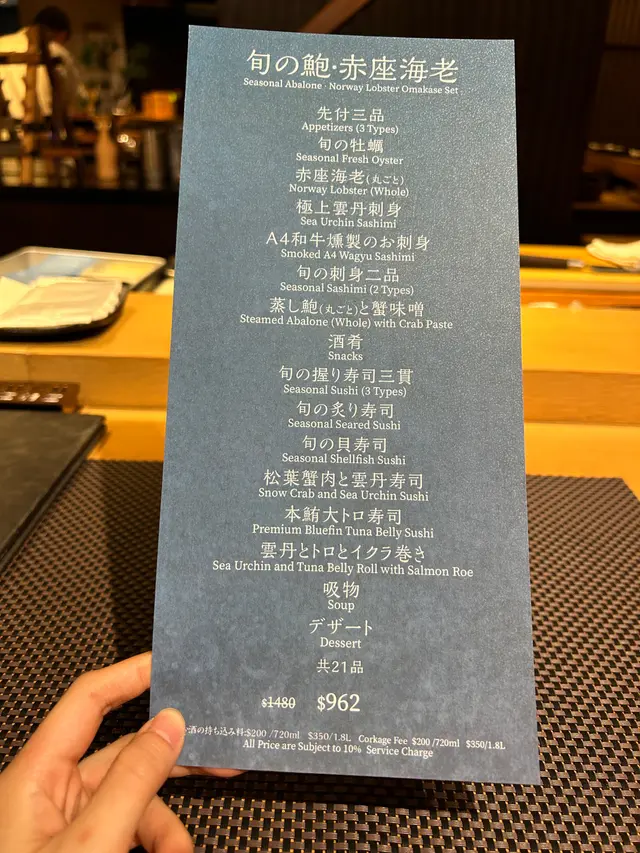 旬の鮑·赤座海老
Seasonal Abalone · Norway Lobster Omakase Set
先付三品
Appetizers (3 Types)
旬の牡蠣
Seasonal Fresh Oyster
赤座海老(丸ごと)
Norway Lobster (Whole)
極上雲丹刺身
Sea Urchin Sashimi
A4和牛燻製のお刺身
Smoked A4 Wagyu Sashimi
旬の刺身二品
Seasonal Sashimi (2 Types)
蒸し鮑(丸ごと)と蟹味噌
Steamed Abalone (Whole) with Crab Paste
酒肴
Snacks
旬の握り寿司三貫
Seasonal Sushi (3 Types)
旬の炙り寿司
Seasonal Seared Sushi
旬の貝寿司
Seasonal Shellfish Sushi
松葉蟹肉と雲丹寿司
Snow Crab and Sea Urchin Sushi
本鮪大トロ寿司
Premium Bluefin Tuna Belly Sushi
雲丹とトロとイクラ巻き
Sea Urchin and Tuna Belly Roll with Salmon Roe
吸物
Soup
デザート
Dessert
共21品
$1480 $962
酒の持ち込み料:$200 /720ml $350/1.8L Corkage Fee $200 /720ml $350/1.8L
All Price are Subject to 10% Service Charge